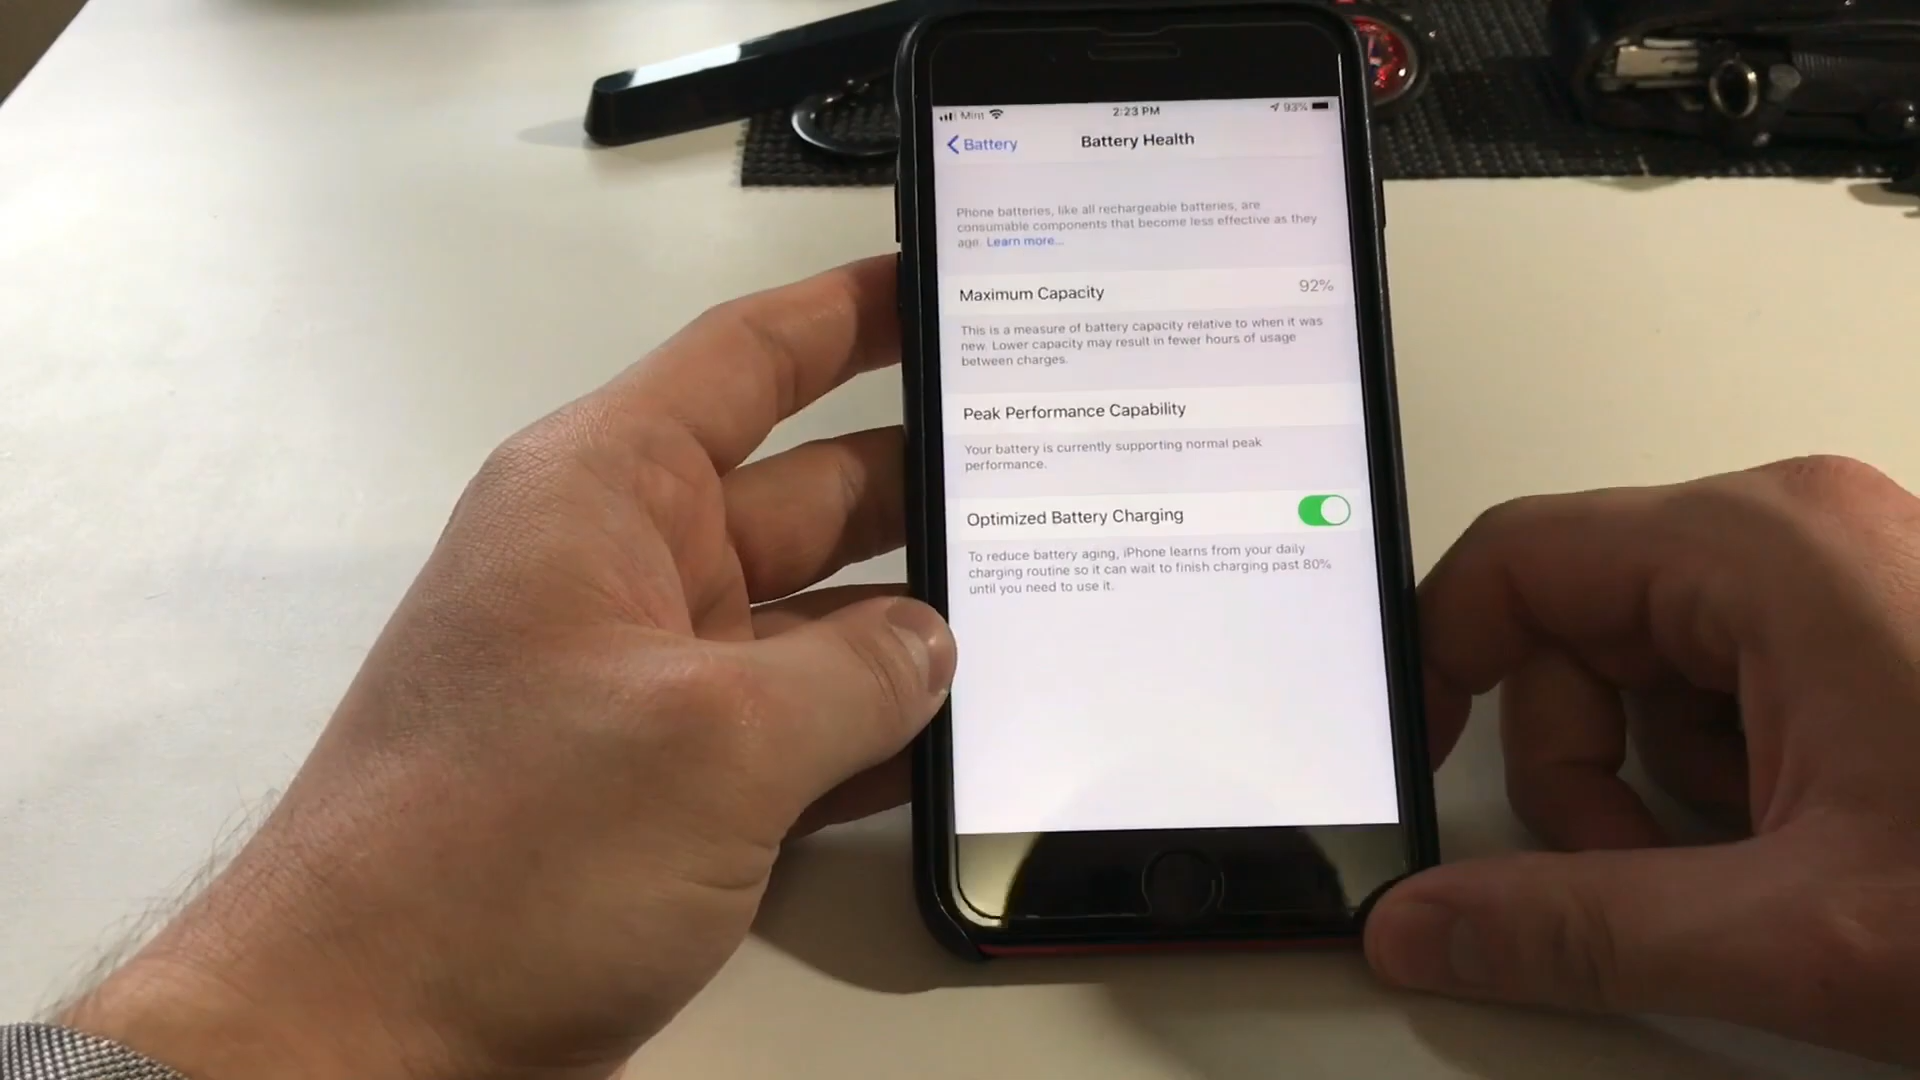 Mint 2:23 PM 93%
Battery Battery Health
Phone batteries, like all rechargeable batteries, are
consumable components that become less effective as they
age. Learn more...
Maximum Capacity 92%
This is a measure of battery capacity relative to when it was
new. Lower capacity may result in fewer hours of usage
between charges.
Peak Performance Capability
Your battery is currently supporting normal peak
performance.
Optimized Battery Charging
To reduce battery aging, iPhone learns from your daily
charging routine so it can wait to finish charging past 80%
until you need to use it.